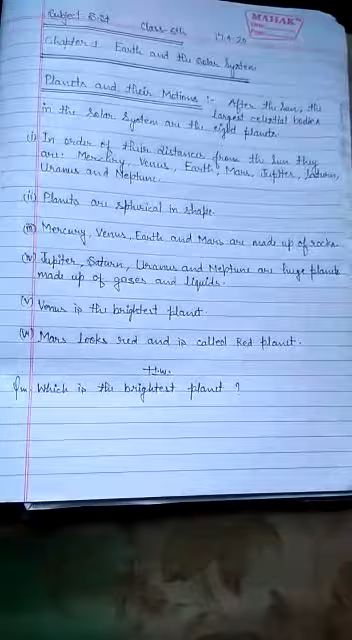 Subject S.St Class 6th 17-4-20
MAHAK
Chapter 1 Earth and the Solar System
Planets and their Motions :- After the Sun, the
largest celestial bodies
in the Solar System are the eight planets.
(i) In order of their distances from the Sun they
are: Mercury, Venus, Earth, Mars, Jupiter, Saturn,
Uranus and Neptune.
(ii) Planets are spherical in shape.
(iii) Mercury, Venus, Earth and Mars are made up of rocks.
(iv) Jupiter, Saturn, Uranus and Neptune are huge planets
made up of gases and liquids.
(v) Venus is the brightest planet.
(vi) Mars looks red and is called Red planet.
H.w.
Which is the brightest planet ?